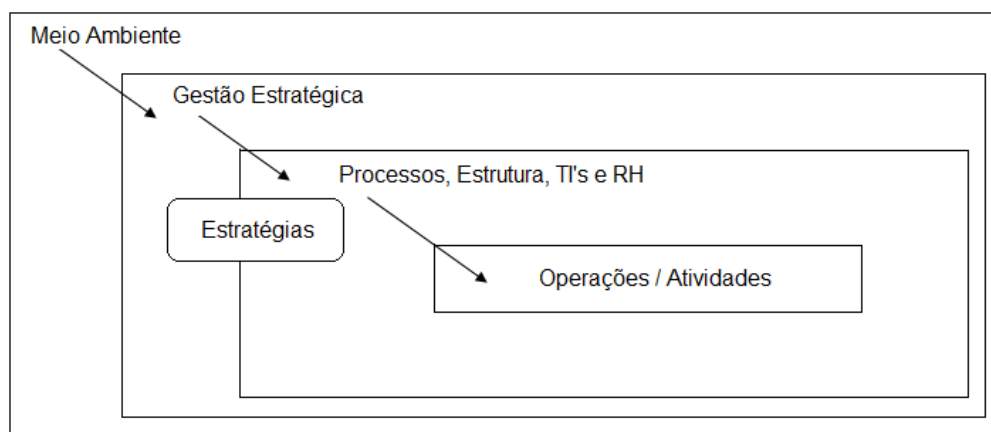 Meio Ambiente
Gestão Estratégica
Processos, Estrutura, TI's e RH
Estratégias
Operações / Atividades